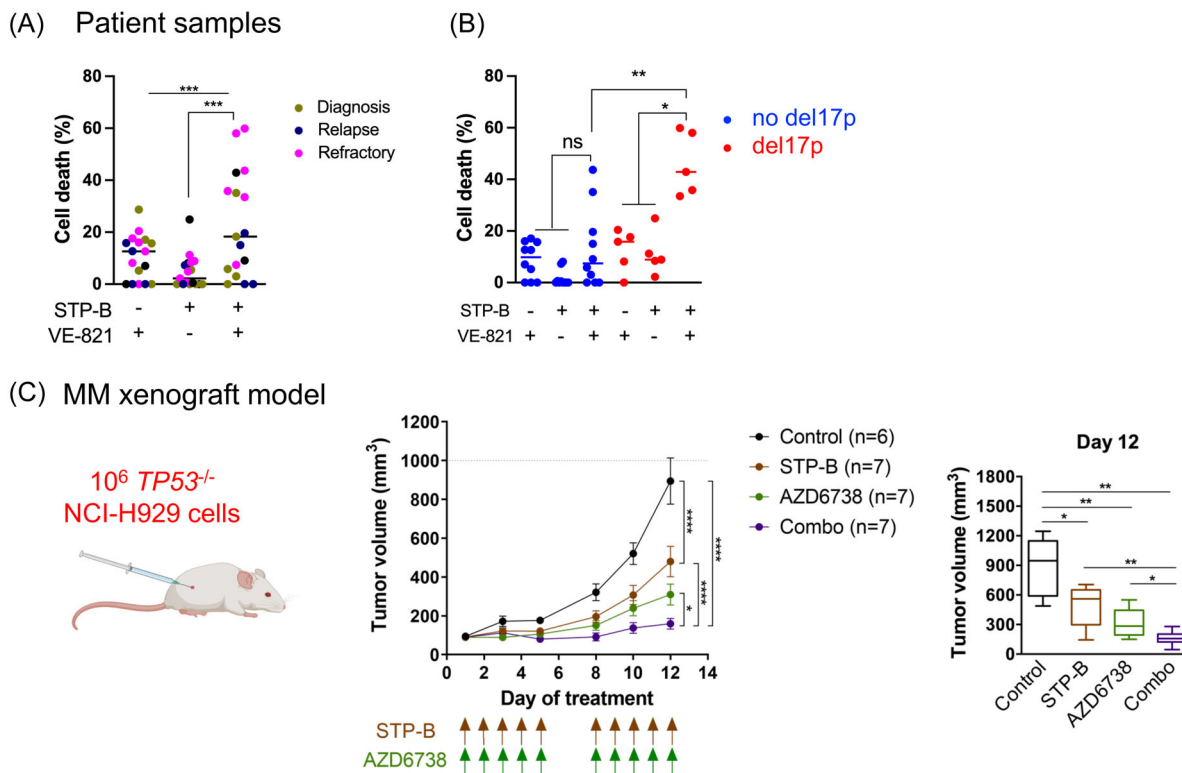 (A) Patient samples
80
60
40
20
0
Cell death (%)
***
***
Diagnosis
Relapse
Refractory
STP-B - + +
VE-821 + - +
(B)
80
60
40
20
0
Cell death (%)
ns
**
*
no del17p
del17p
STP-B - + + - + +
VE-821 + - + + - +
(C) MM xenograft model
10⁶ TP53-/-
NCI-H929 cells
1200
1000
800
600
400
200
0
Tumor volume (mm³)
0 2 4 6 8 10 12 14
Day of treatment
****
****
****
*
Control (n=6)
STP-B (n=7)
AZD6738 (n=7)
Combo (n=7)
STP-B
AZD6738
Day 12
1800
1500
1200
900
600
300
0
Tumor volume (mm³)
**
**
*
**
*
Control
STP-B
AZD6738
Combo